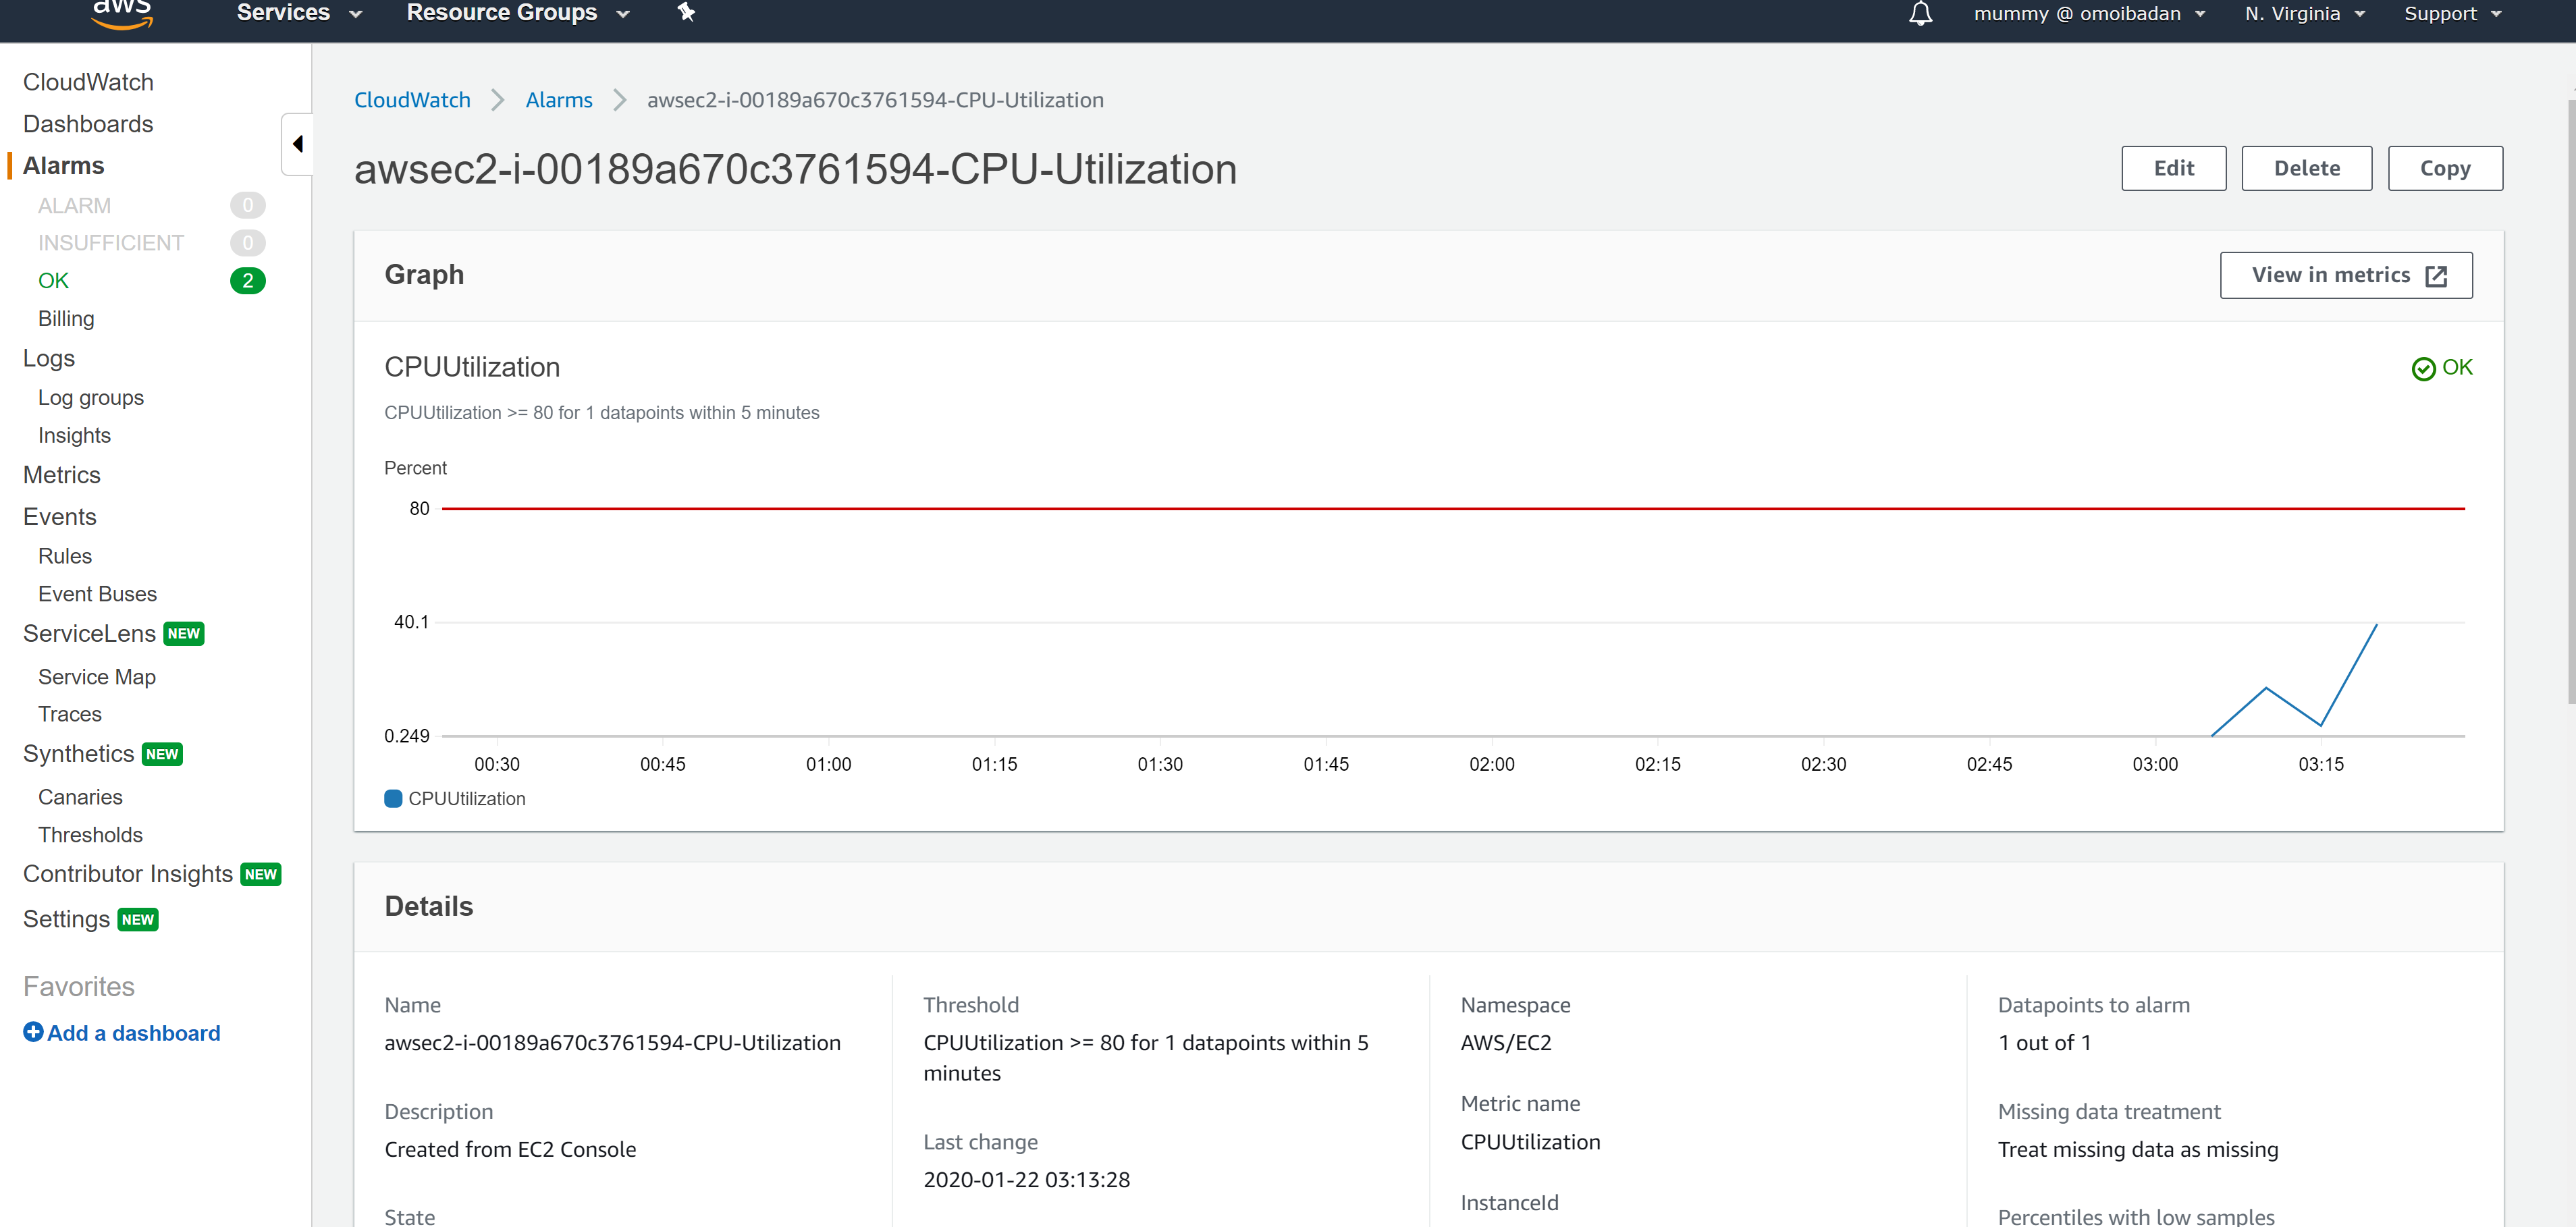 aws
Services
Resource Groups
mummy @ omoibadan
N. Virginia
Support
CloudWatch
Dashboards
Alarms
ALARM 0
INSUFFICIENT 0
OK 2
Billing
Logs
Log groups
Insights
Metrics
Events
Rules
Event Buses
ServiceLens NEW
Service Map
Traces
Synthetics NEW
Canaries
Thresholds
Contributor Insights NEW
Settings NEW
Favorites
Add a dashboard
CloudWatch > Alarms > awsec2-i-00189a670c3761594-CPU-Utilization
awsec2-i-00189a670c3761594-CPU-Utilization
Edit
Delete
Copy
Graph
View in metrics
CPUUtilization
OK
CPUUtilization >= 80 for 1 datapoints within 5 minutes
Percent
80
40.1
0.249
00:30 00:45 01:00 01:15 01:30 01:45 02:00 02:15 02:30 02:45 03:00 03:15
CPUUtilization
Details
Name
awsec2-i-00189a670c3761594-CPU-Utilization
Description
Created from EC2 Console
State
Threshold
CPUUtilization >= 80 for 1 datapoints within 5
minutes
Last change
2020-01-22 03:13:28
Namespace
AWS/EC2
Metric name
CPUUtilization
InstanceId
Datapoints to alarm
1 out of 1
Missing data treatment
Treat missing data as missing
Percentiles with low samples